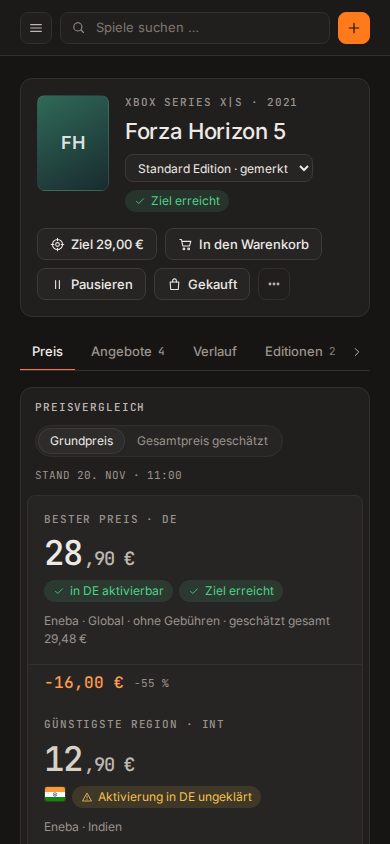 Spiele suchen ...
XBOX SERIES X|S · 2021
FH
Forza Horizon 5
Standard Edition · gemerkt
Ziel erreicht
Ziel 29,00 €
In den Warenkorb
Pausieren
Gekauft
Preis
Angebote 4
Verlauf
Editionen 2
PREISVERGLEICH
Grundpreis
Gesamtpreis geschätzt
STAND 20. NOV · 11:00
BESTER PREIS · DE
28,90 €
in DE aktivierbar
Ziel erreicht
Eneba · Global · ohne Gebühren · geschätzt gesamt
29,48 €
-16,00 € -55 %
GÜNSTIGSTE REGION · INT
12,90 €
Aktivierung in DE ungeklärt
Eneba · Indien